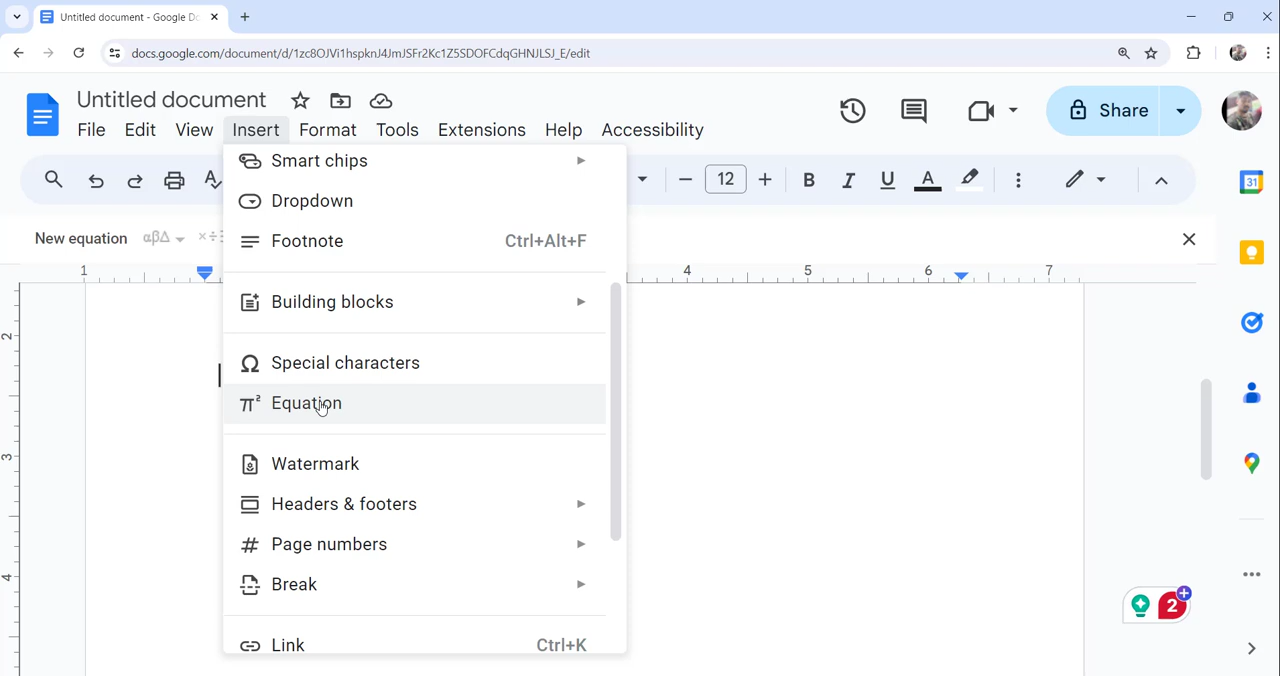 Untitled document - Google Do
docs.google.com/document/d/1zc8OJVi1hspknJ4JmJSFr2Kc1Z5SDOFCdqGHNJLSJ_E/edit
Untitled document
File Edit View Insert Format Tools Extensions Help Accessibility
Share
12
B I U A
31
New equation αβΔ ×÷
Smart chips
Dropdown
Footnote Ctrl+Alt+F
Building blocks
Ω Special characters
π² Equation
Watermark
Headers & footers
# Page numbers
Break
Link Ctrl+K
1 4 5 6 7
2
3
4
2